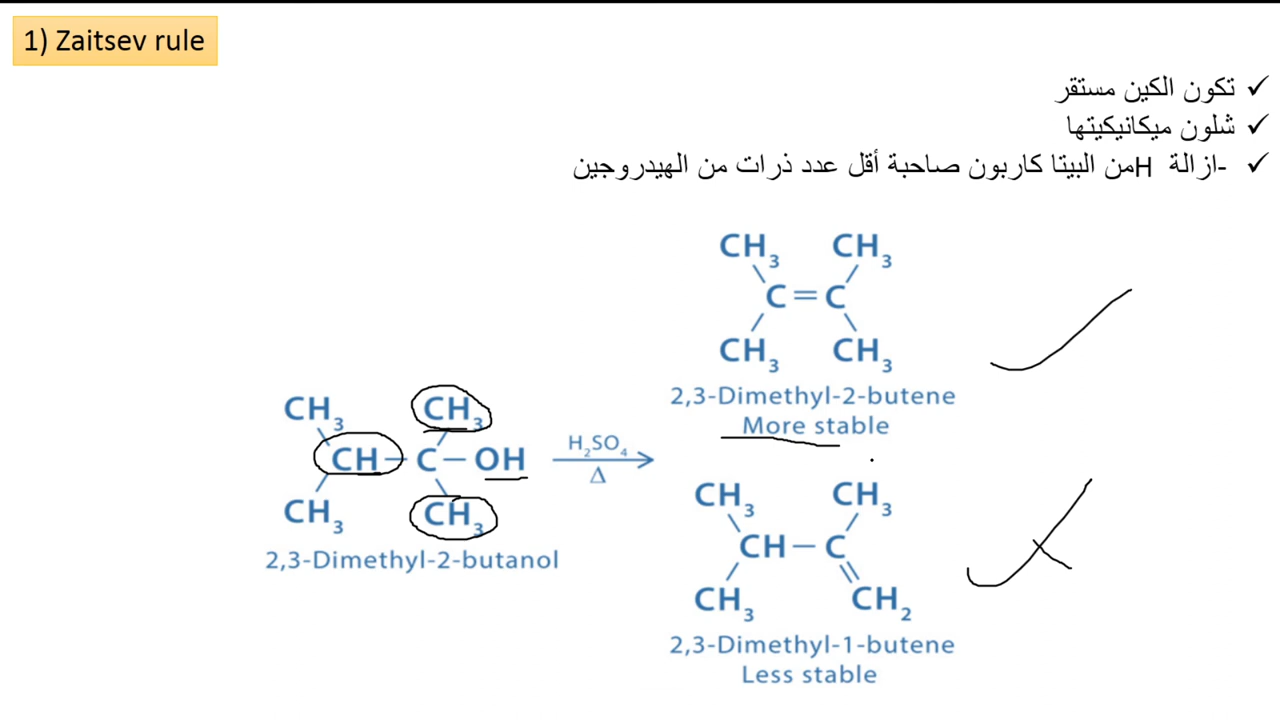 1) Zaitsev rule
✓ تكون الكين مستقر
✓ شلون ميكانيكيتها
✓ -ازالة Hمن البيتا كاربون صاحبة أقل عدد ذرات من الهيدروجين
CH₃ CH₃
C=C
CH₃ CH₃
2,3-Dimethyl-2-butene
More stable
CH₃ CH₃
CH–C–OH
CH₃ CH₃
2,3-Dimethyl-2-butanol
H₂SO₄
Δ
CH₃ CH₃
CH–C
CH₃ CH₂
2,3-Dimethyl-1-butene
Less stable